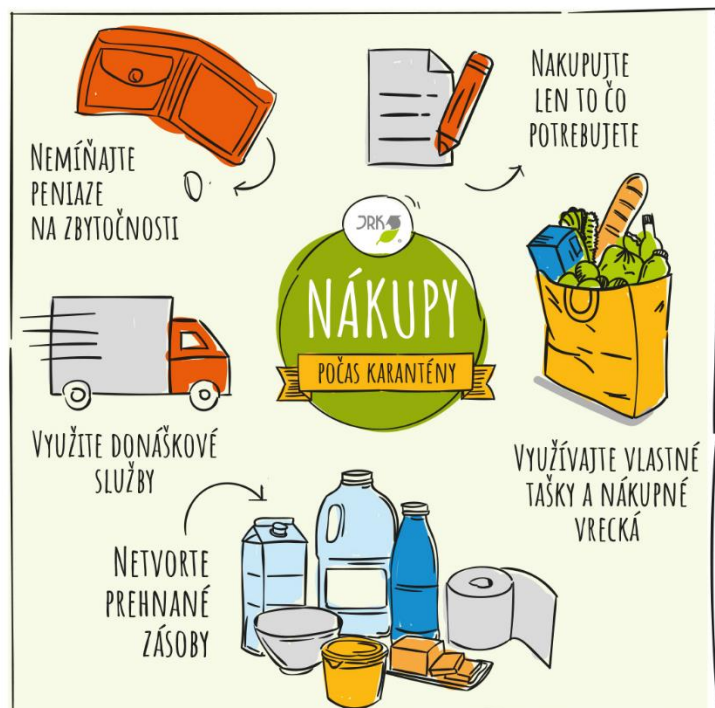 Nemíňajte
peniaze
na zbytočnosti
Nakupujte
len to čo
potrebujete
JRK
Nákupy
počas karantény
Využite donáškové
služby
Využívajte vlastné
tašky a nákupné
vrecká
Netvorte
prehnané
zásoby